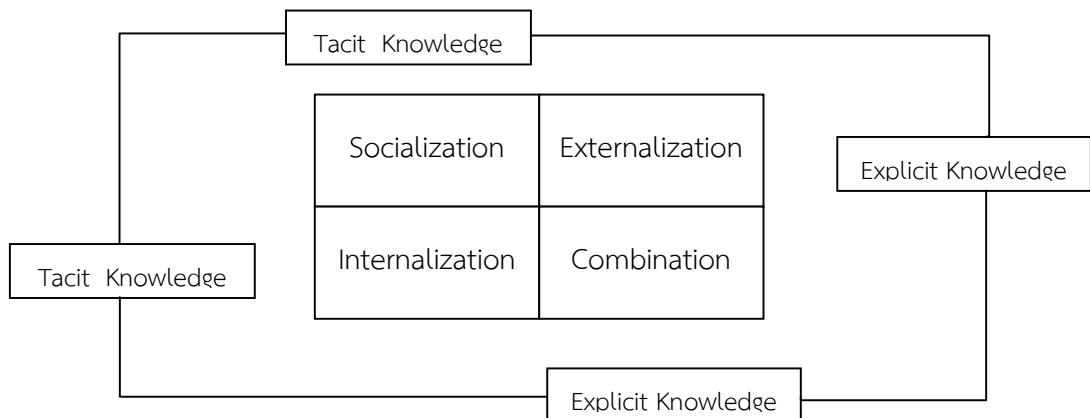 Tacit Knowledge
Socialization Externalization
Explicit Knowledge
Internalization Combination
Tacit Knowledge
Explicit Knowledge